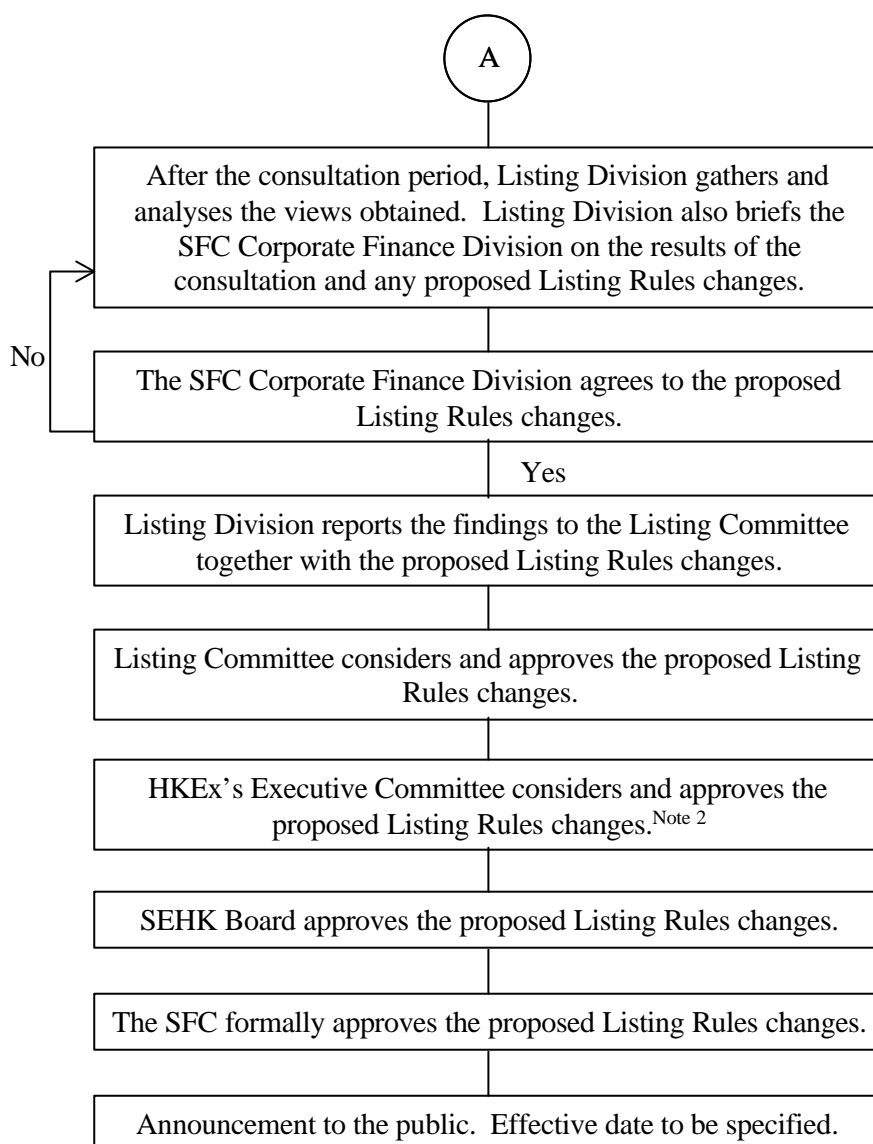 A
After the consultation period, Listing Division gathers and
analyses the views obtained.  Listing Division also briefs the
SFC Corporate Finance Division on the results of the
consultation and any proposed Listing Rules changes.
No
The SFC Corporate Finance Division agrees to the proposed
Listing Rules changes.
Yes
Listing Division reports the findings to the Listing Committee
together with the proposed Listing Rules changes.
Listing Committee considers and approves the proposed Listing
Rules changes.
HKEx’s Executive Committee considers and approves the
proposed Listing Rules changes.Note 2
SEHK Board approves the proposed Listing Rules changes.
The SFC formally approves the proposed Listing Rules changes.
Announcement to the public.  Effective date to be specified.